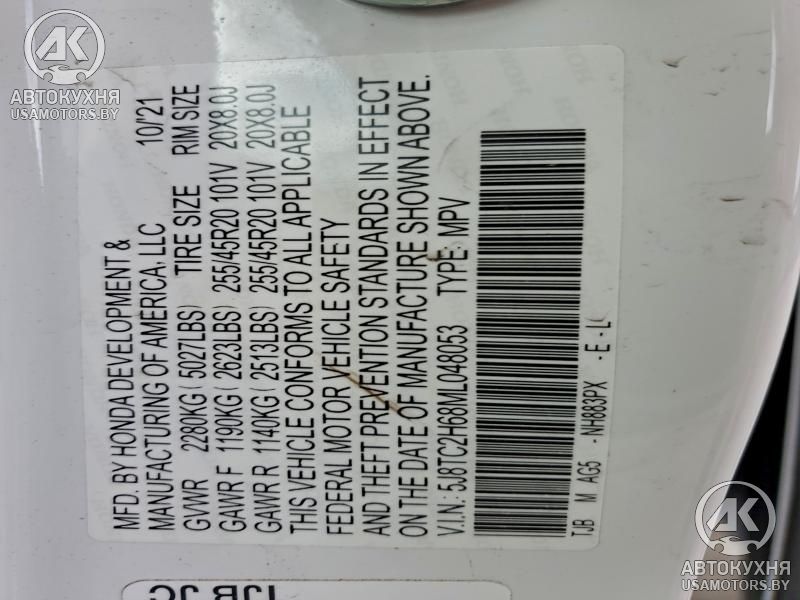 MFD. BY HONDA DEVELOPMENT & 10/21
MANUFACTURING OF AMERICA, LLC
GVWR 2280KG( 5027LBS) TIRE SIZE RIM SIZE
GAWR F 1190KG( 2623LBS) 255/45R20 101V 20X8.0J
GAWR R 1140KG( 2513LBS) 255/45R20 101V 20X8.0J
THIS VEHICLE CONFORMS TO ALL APPLICABLE
FEDERAL MOTOR VEHICLE SAFETY
AND THEFT PREVENTION STANDARDS IN EFFECT
ON THE DATE OF MANUFACTURE SHOWN ABOVE.
V.I.N.: 5J8TC2H68ML048053 TYPE: MPV
TJB M AG5 -NH883PX -E -L
AK
АВТОКУХНЯ
USAMOTORS.BY
AK
АВТОКУХНЯ
USAMOTORS.BY